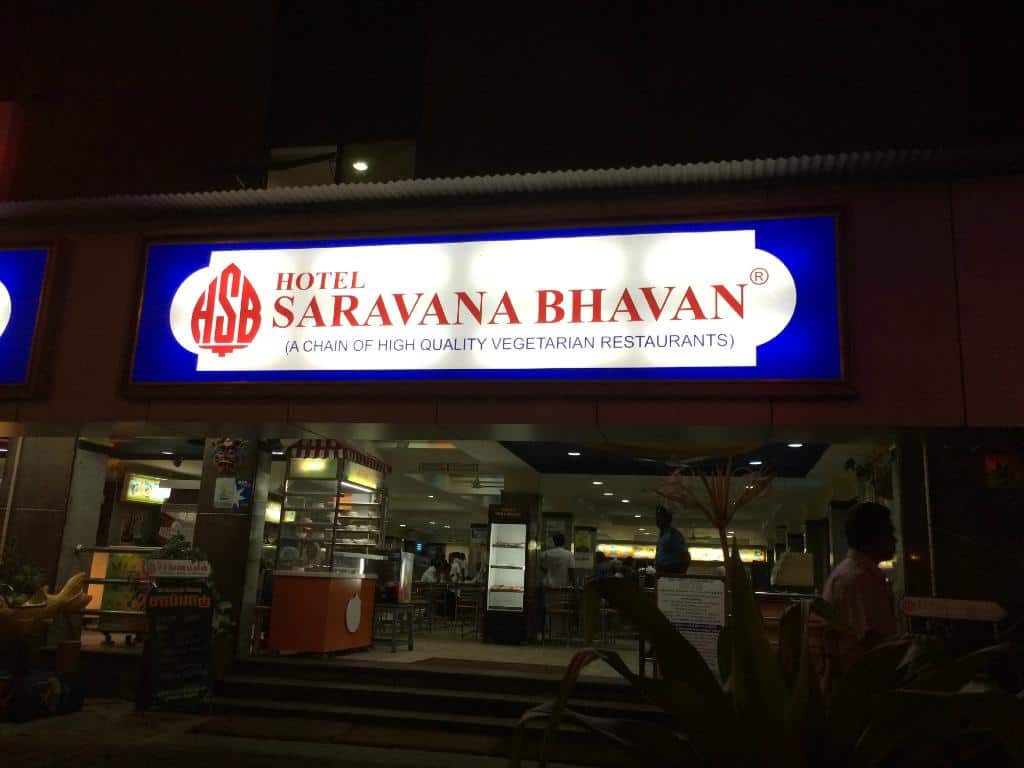 HSB
HOTEL
SARAVANA BHAVAN®
(A CHAIN OF HIGH QUALITY VEGETARIAN RESTAURANTS)